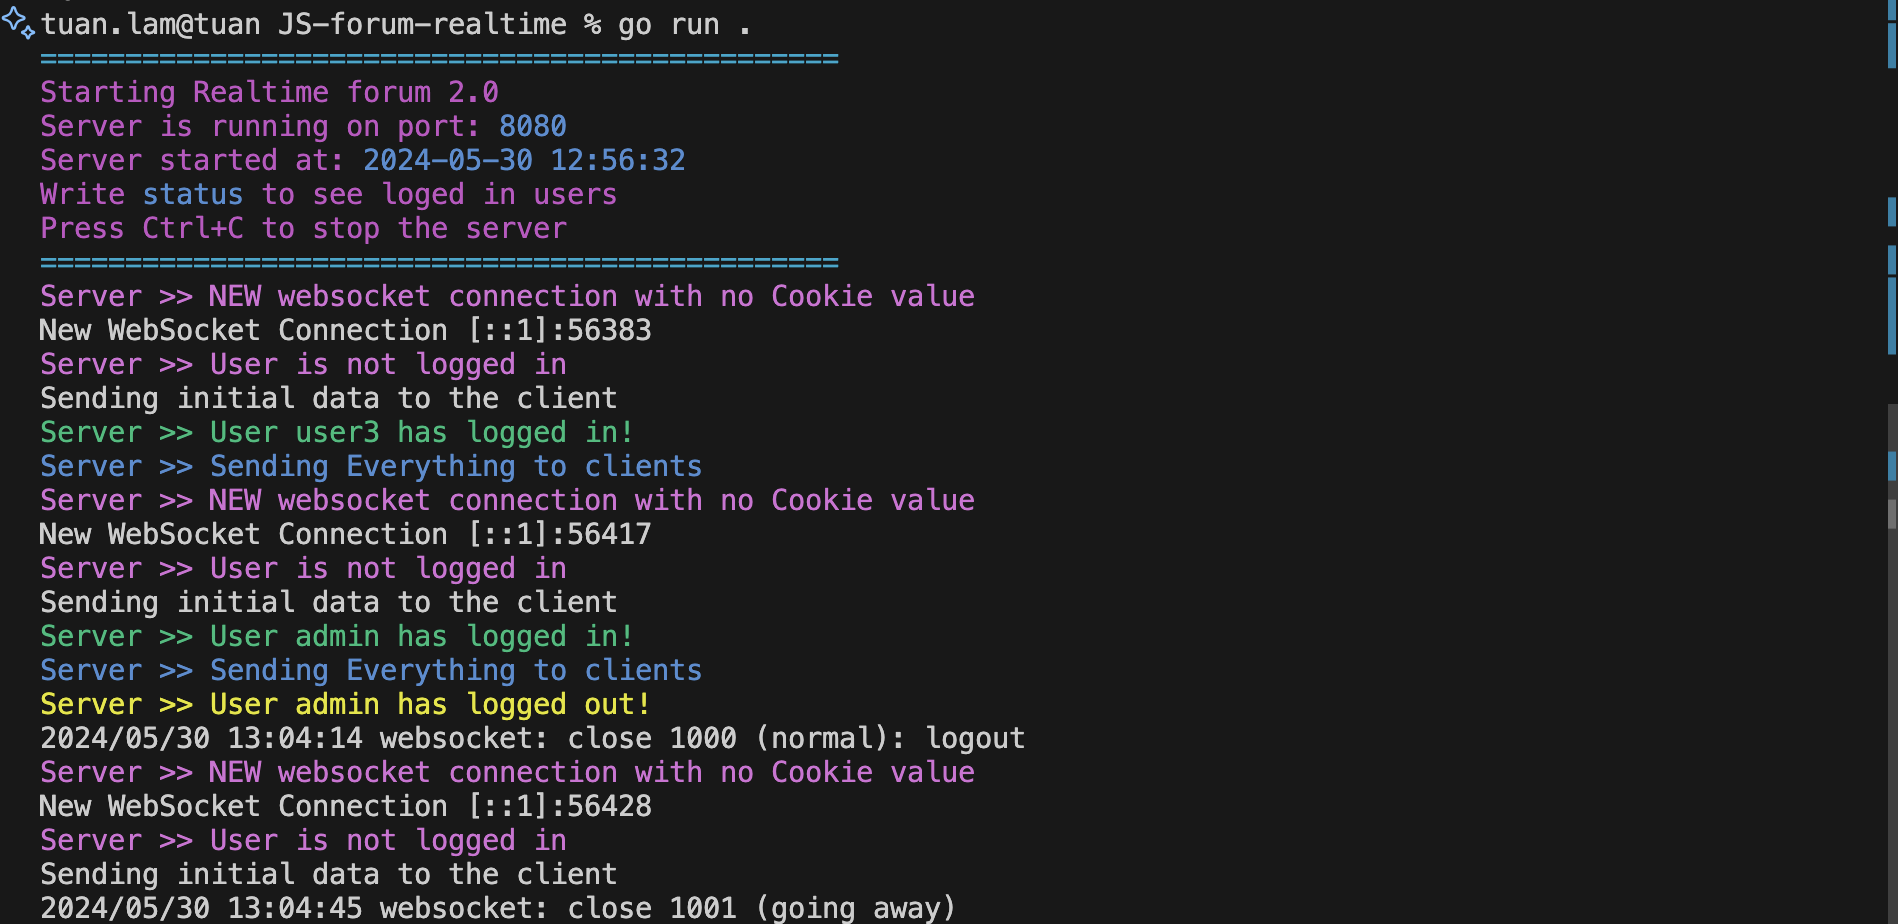 tuan.lam@tuan JS-forum-realtime % go run .
===============================================
Starting Realtime forum 2.0
Server is running on port: 8080
Server started at: 2024-05-30 12:56:32
Write status to see loged in users
Press Ctrl+C to stop the server
===============================================
Server >> NEW websocket connection with no Cookie value
New WebSocket Connection [::1]:56383
Server >> User is not logged in
Sending initial data to the client
Server >> User user3 has logged in!
Server >> Sending Everything to clients
Server >> NEW websocket connection with no Cookie value
New WebSocket Connection [::1]:56417
Server >> User is not logged in
Sending initial data to the client
Server >> User admin has logged in!
Server >> Sending Everything to clients
Server >> User admin has logged out!
2024/05/30 13:04:14 websocket: close 1000 (normal): logout
Server >> NEW websocket connection with no Cookie value
New WebSocket Connection [::1]:56428
Server >> User is not logged in
Sending initial data to the client
2024/05/30 13:04:45 websocket: close 1001 (going away)